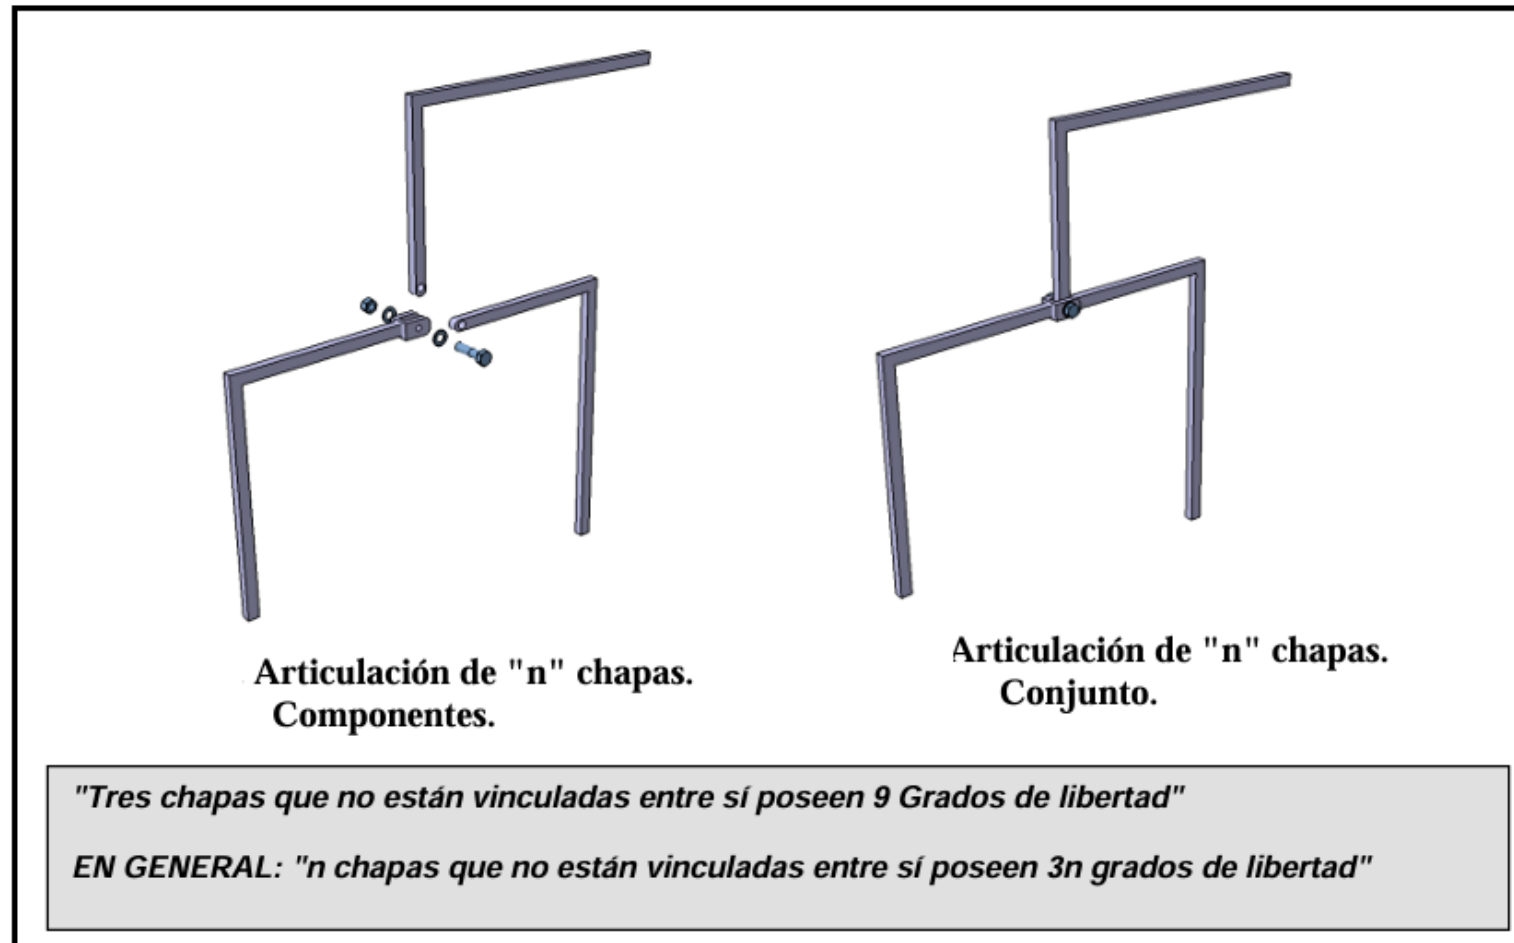 Articulación de "n" chapas.
Componentes.
Articulación de "n" chapas.
Conjunto.
"Tres chapas que no están vinculadas entre sí poseen 9 Grados de libertad"
EN GENERAL: "n chapas que no están vinculadas entre sí poseen 3n grados de libertad"